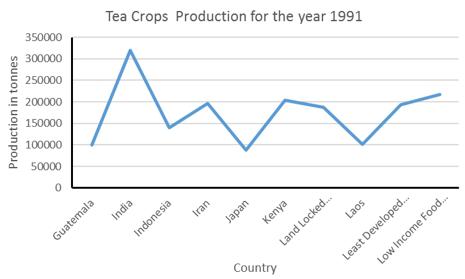 Tea Crops  Production for the year 1991
Production in tonnes
350000
300000
250000
200000
150000
100000
50000
0
Guatemala
India
Indonesia
Iran
Japan
Kenya
Land Locked...
Laos
Least Developed...
Low Income Food...
Country